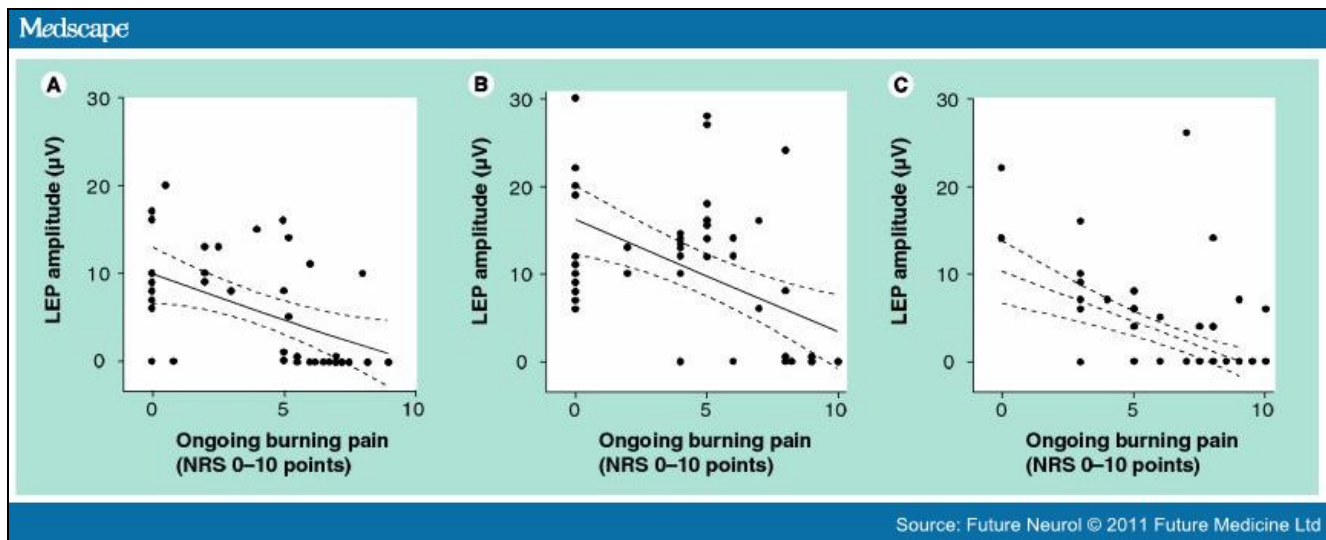 Medscape
A
30
20
10
0
LEP amplitude (µV)
0 5 10
Ongoing burning pain
(NRS 0–10 points)
B
30
20
10
0
LEP amplitude (µV)
0 5 10
Ongoing burning pain
(NRS 0–10 points)
C
30
20
10
0
LEP amplitude (µV)
0 5 10
Ongoing burning pain
(NRS 0–10 points)
Source: Future Neurol © 2011 Future Medicine Ltd